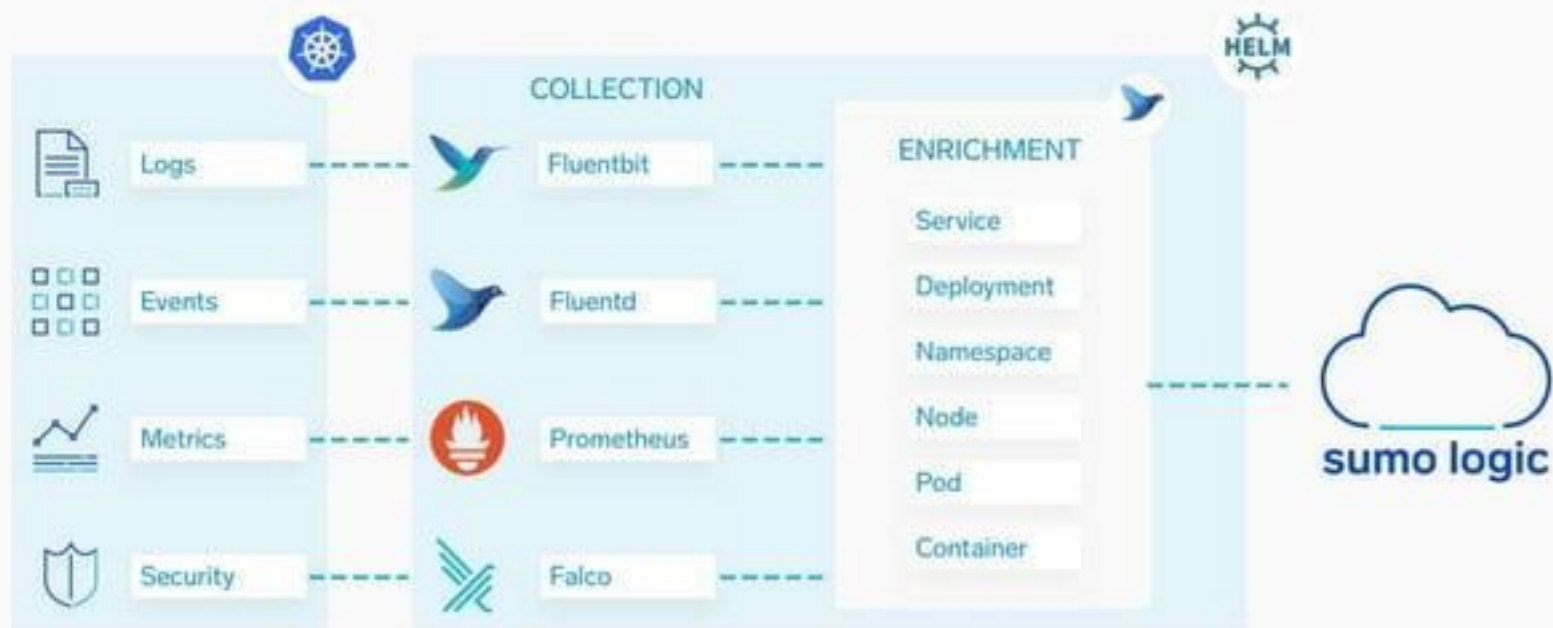 HELM
COLLECTION
ENRICHMENT
Logs
Fluentbit
Service
Events
Fluentd
Deployment
Namespace
Metrics
Prometheus
Node
Pod
Security
Falco
Container
sumo logic